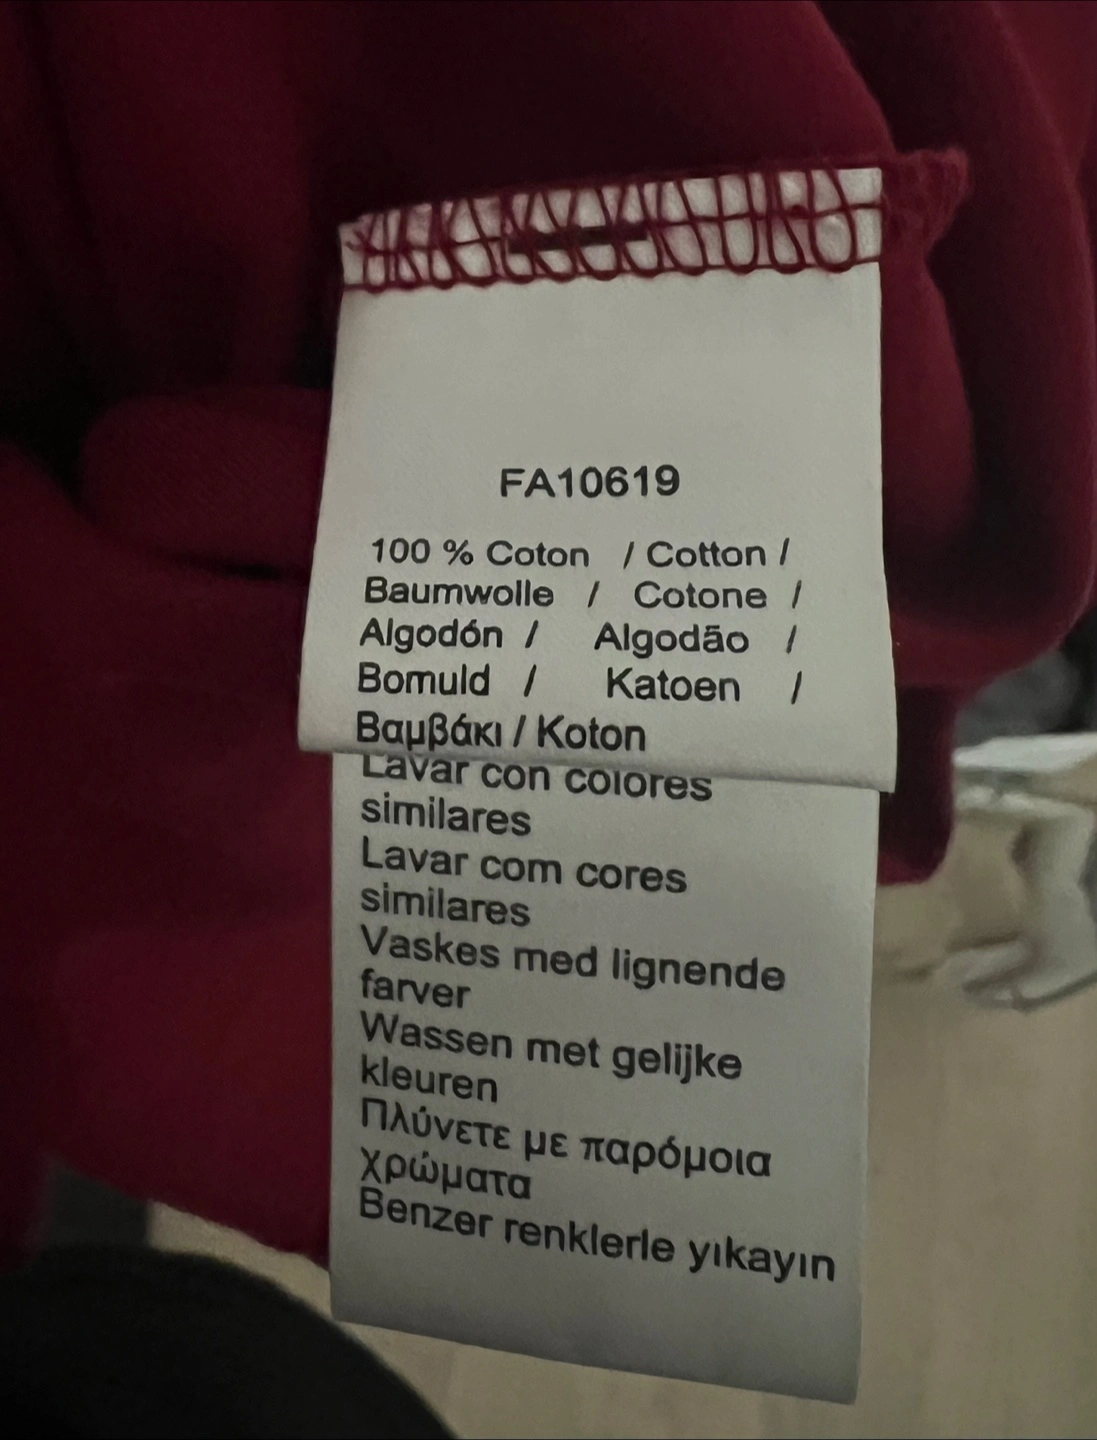 FA10619
100 % Coton / Cotton /
Baumwolle / Cotone /
Algodón / Algodão /
Bomuld / Katoen /
Βαμβάκι / Koton
Lavar con colores
similares
Lavar com cores
similares
Vaskes med lignende
farver
Wassen met gelijke
kleuren
Πλύνετε με παρόμοια
χρώματα
Benzer renklerle yıkayın